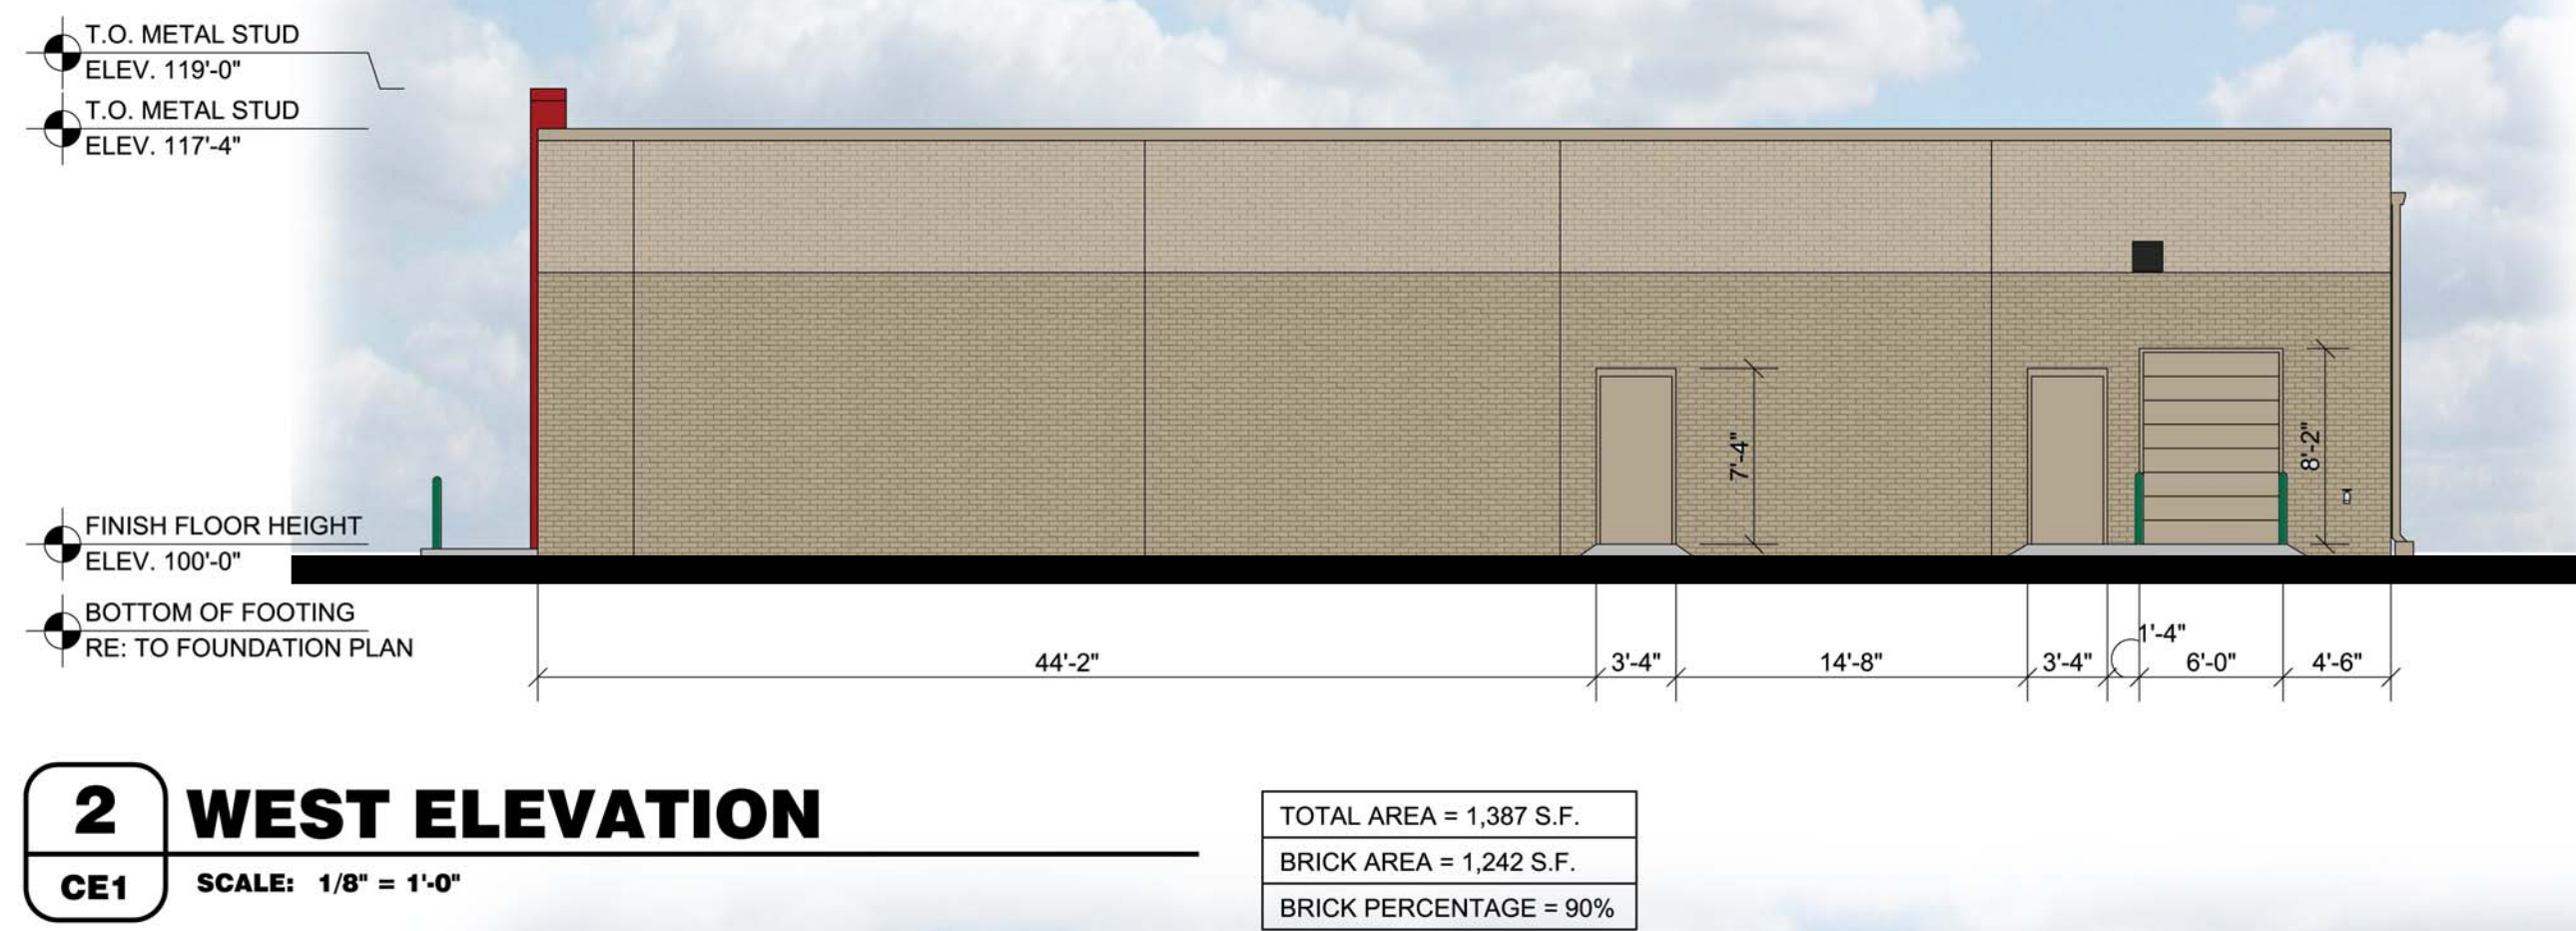 T.O. METAL STUD
ELEV. 119'-0"
T.O. METAL STUD
ELEV. 117'-4"
7'-4"
8'-2"
FINISH FLOOR HEIGHT
ELEV. 100'-0"
BOTTOM OF FOOTING
RE: TO FOUNDATION PLAN
1'-4"
44'-2" 3'-4" 14'-8" 3'-4" 6'-0" 4'-6"
2 WEST ELEVATION
CE1 SCALE: 1/8" = 1'-0"
TOTAL AREA = 1,387 S.F.
BRICK AREA = 1,242 S.F.
BRICK PERCENTAGE = 90%